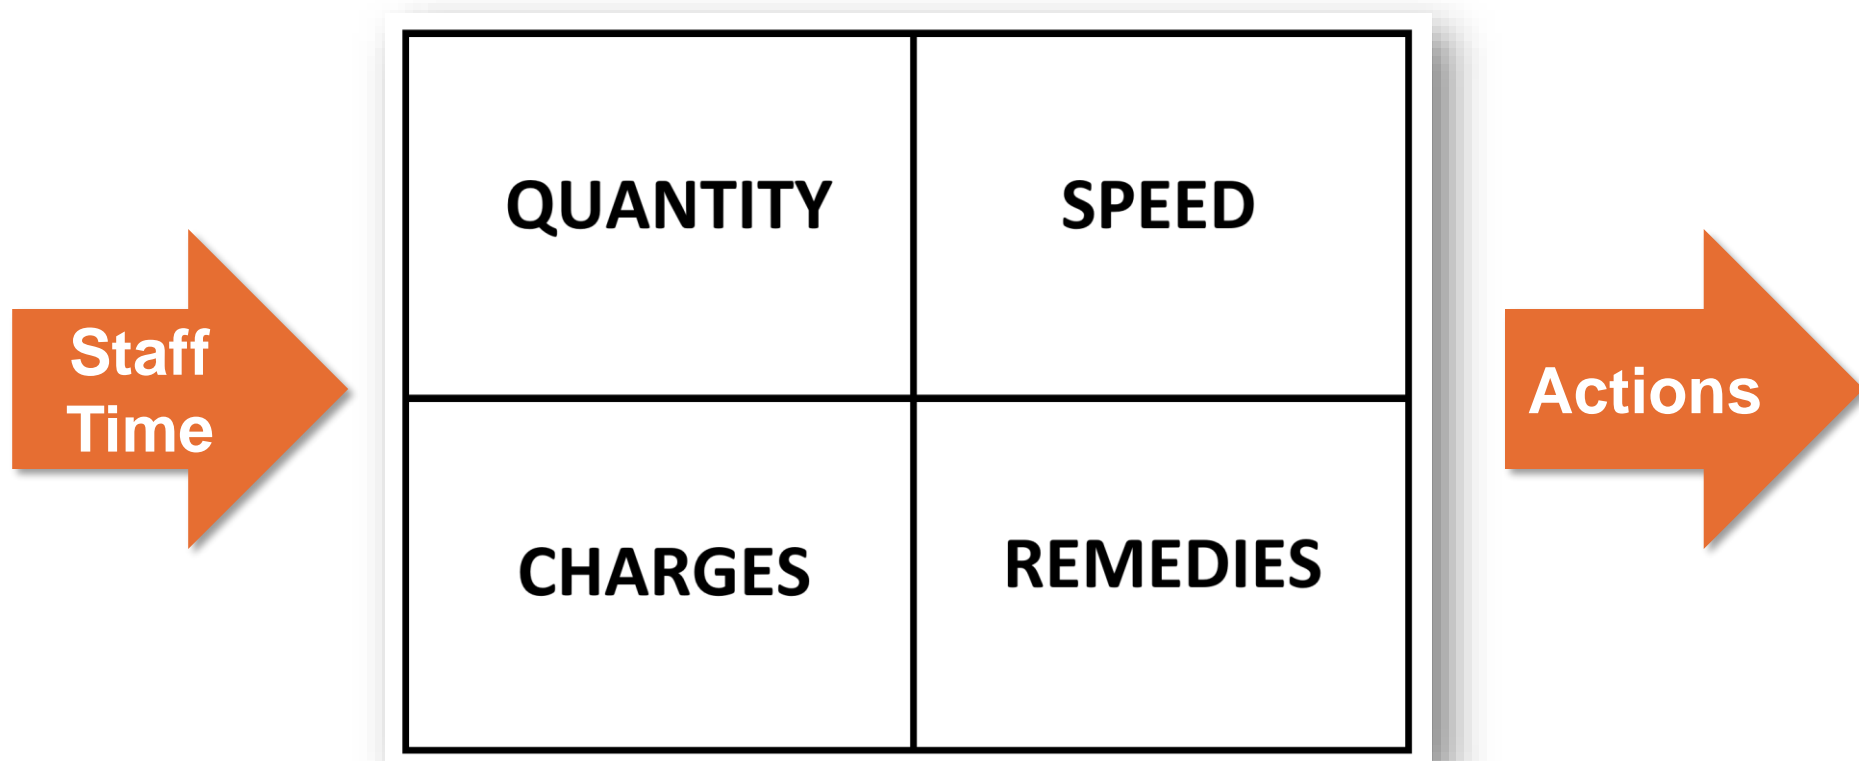 Staff
Time
QUANTITY
SPEED
CHARGES
REMEDIES
Actions